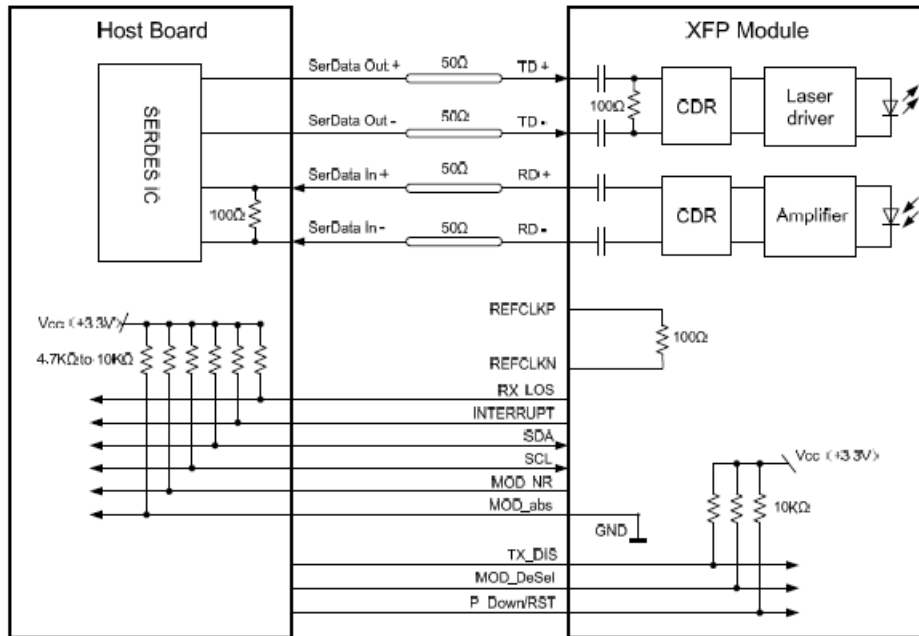 Host Board
XFP Module
SERDES IC
SerData Out +
50Ω
TD +
SerData Out -
50Ω
TD -
SerData In +
50Ω
RD +
SerData In -
50Ω
RD -
100Ω
100Ω
CDR
Laser driver
CDR
Amplifier
Vcc (+3.3V)
4.7KΩ to 10KΩ
REFCLKP
REFCLKN
100Ω
RX LOS
INTERRUPT
SDA
SCL
MOD NR
MOD_abs
GND
Vcc (+3.3V)
10KΩ
TX_DIS
MOD_DeSel
P Down/RST